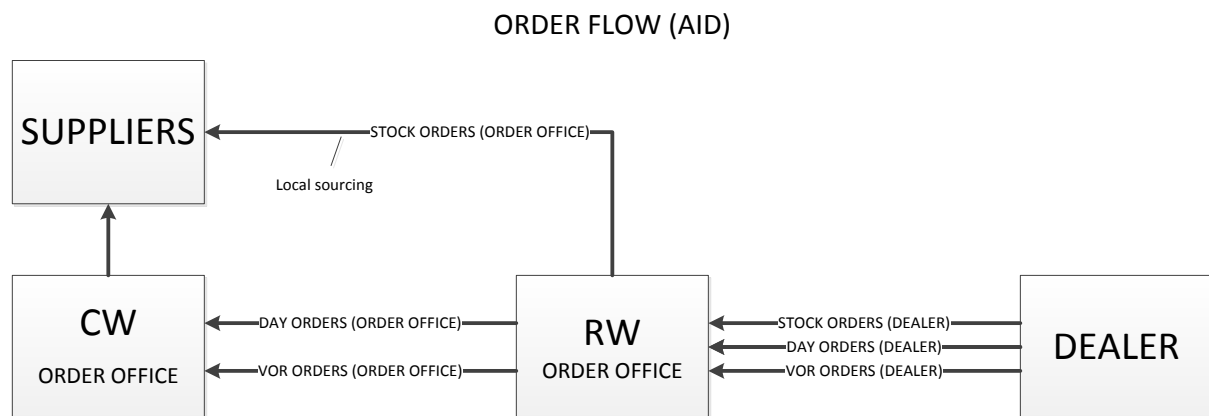 ORDER FLOW (AID)
SUPPLIERS
STOCK ORDERS (ORDER OFFICE)
Local sourcing
CW
ORDER OFFICE
DAY ORDERS (ORDER OFFICE)
VOR ORDERS (ORDER OFFICE)
RW
ORDER OFFICE
STOCK ORDERS (DEALER)
DAY ORDERS (DEALER)
VOR ORDERS (DEALER)
DEALER